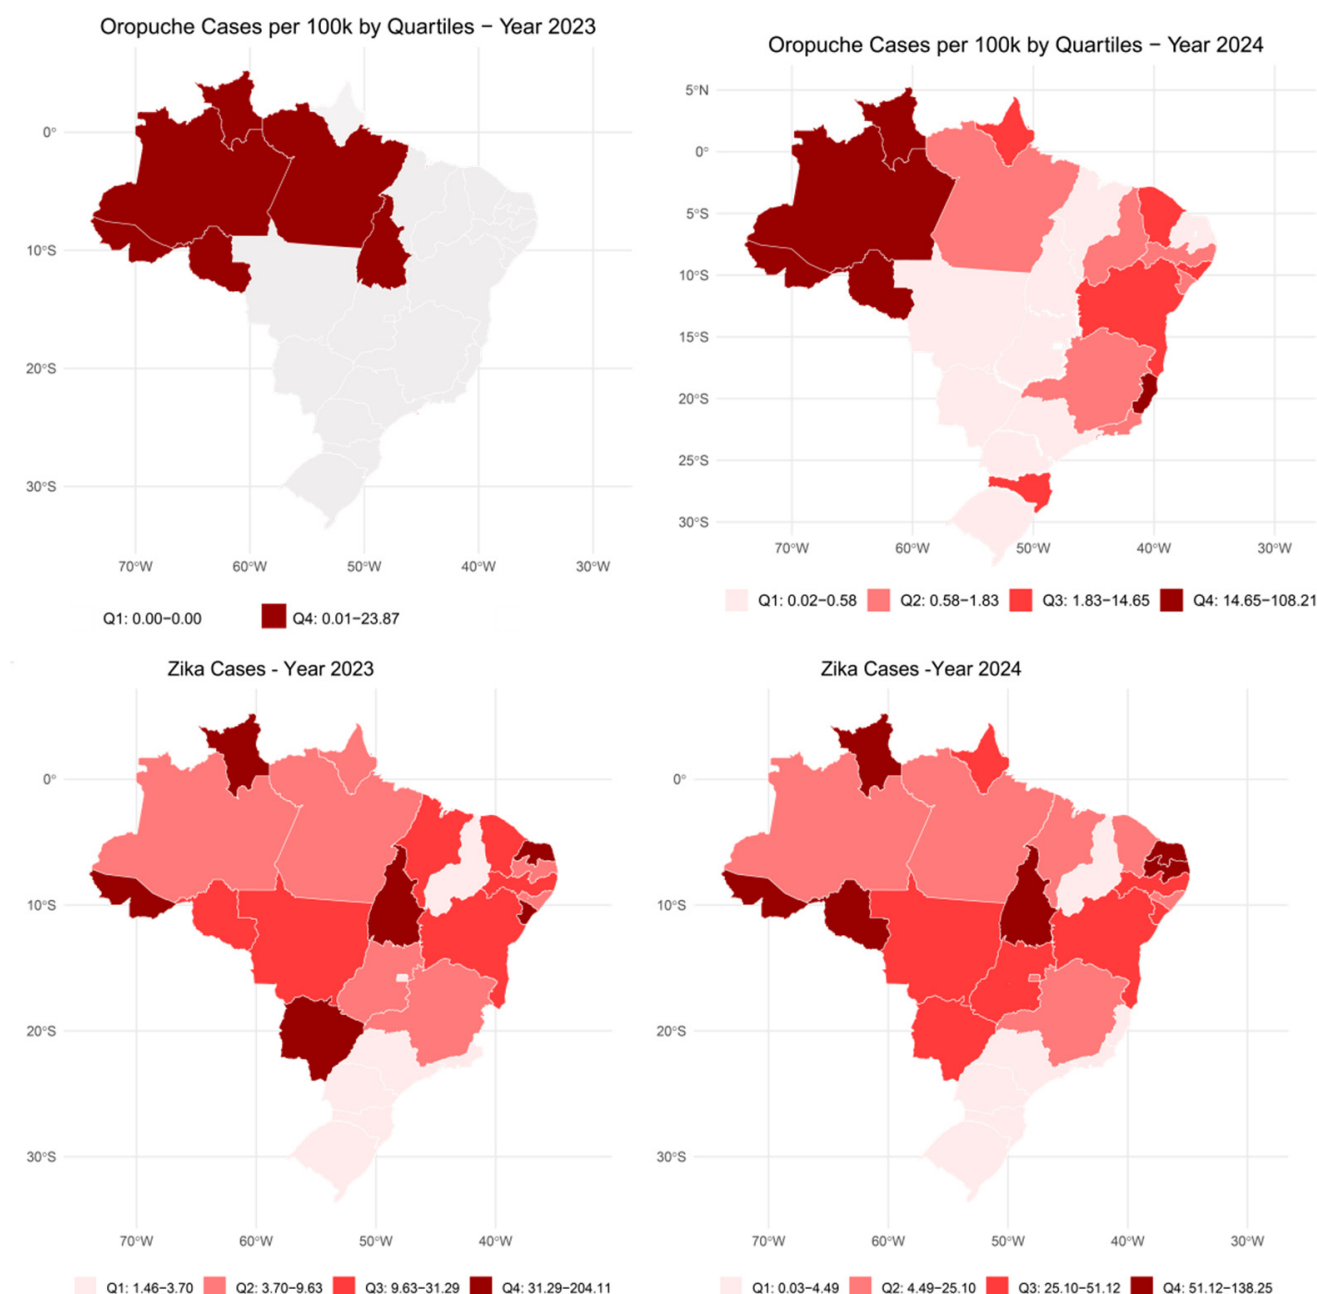 Oropuche Cases per 100k by Quartiles − Year 2023
0°
10°S
20°S
30°S
70°W 60°W 50°W 40°W 30°W
Q1: 0.00−0.00 Q4: 0.01−23.87
Oropuche Cases per 100k by Quartiles − Year 2024
5°N
0°
5°S
10°S
15°S
20°S
25°S
30°S
70°W 60°W 50°W 40°W 30°W
Q1: 0.02−0.58 Q2: 0.58−1.83 Q3: 1.83−14.65 Q4: 14.65−108.21
Zika Cases - Year 2023
0°
10°S
20°S
30°S
70°W 60°W 50°W 40°W
Q1: 1.46−3.70 Q2: 3.70−9.63 Q3: 9.63−31.29 Q4: 31.29−204.11
Zika Cases -Year 2024
0°
10°S
20°S
30°S
70°W 60°W 50°W 40°W 30°W
Q1: 0.03−4.49 Q2: 4.49−25.10 Q3: 25.10−51.12 Q4: 51.12−138.25